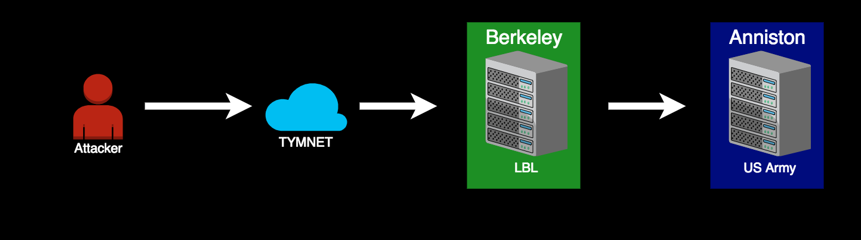 Attacker
TYMNET
Berkeley
LBL
Anniston
US Army